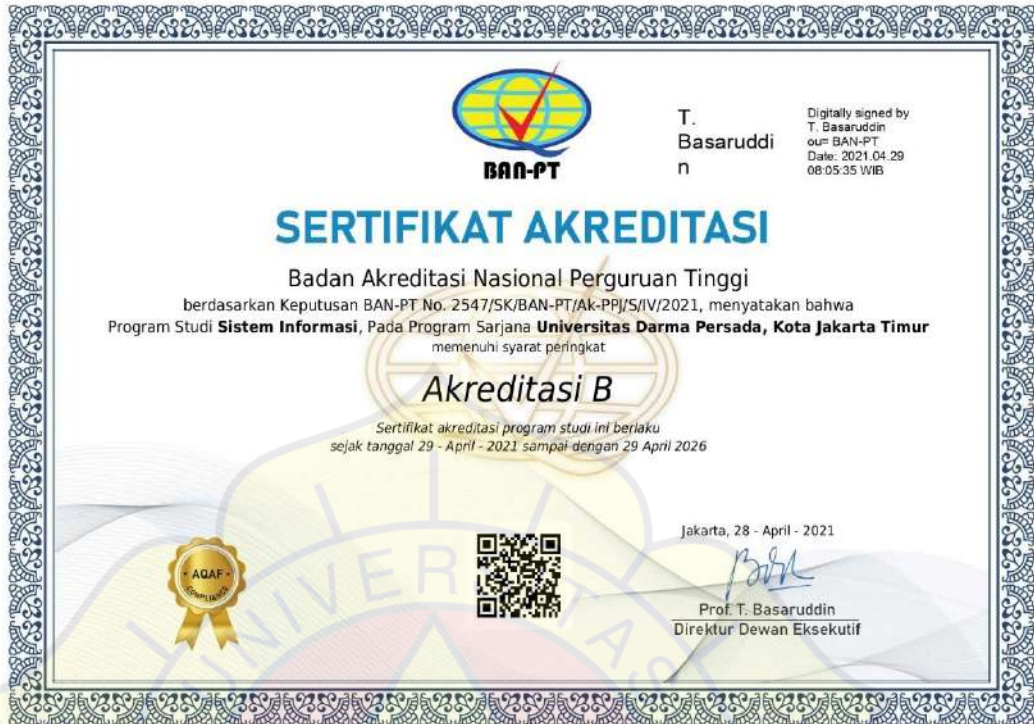 BAN-PT
T.
Basaruddi
n
Digitally signed by
T. Basaruddin
ou= BAN-PT
Date: 2021.04.29
08:05:35 WIB
SERTIFIKAT AKREDITASI
Badan Akreditasi Nasional Perguruan Tinggi
berdasarkan Keputusan BAN-PT No. 2547/SK/BAN-PT/Ak-PPJ/S/IV/2021, menyatakan bahwa
Program Studi Sistem Informasi, Pada Program Sarjana Universitas Darma Persada, Kota Jakarta Timur
memenuhi syarat peringkat
Akreditasi B
Sertifikat akreditasi program studi ini berlaku
sejak tanggal 29 - April - 2021 sampai dengan 29 April 2026
Jakarta, 28 - April - 2021
AQAF
COMPLIANCE
Prof. T. Basaruddin
Direktur Dewan Eksekutif
UNIVERSITAS